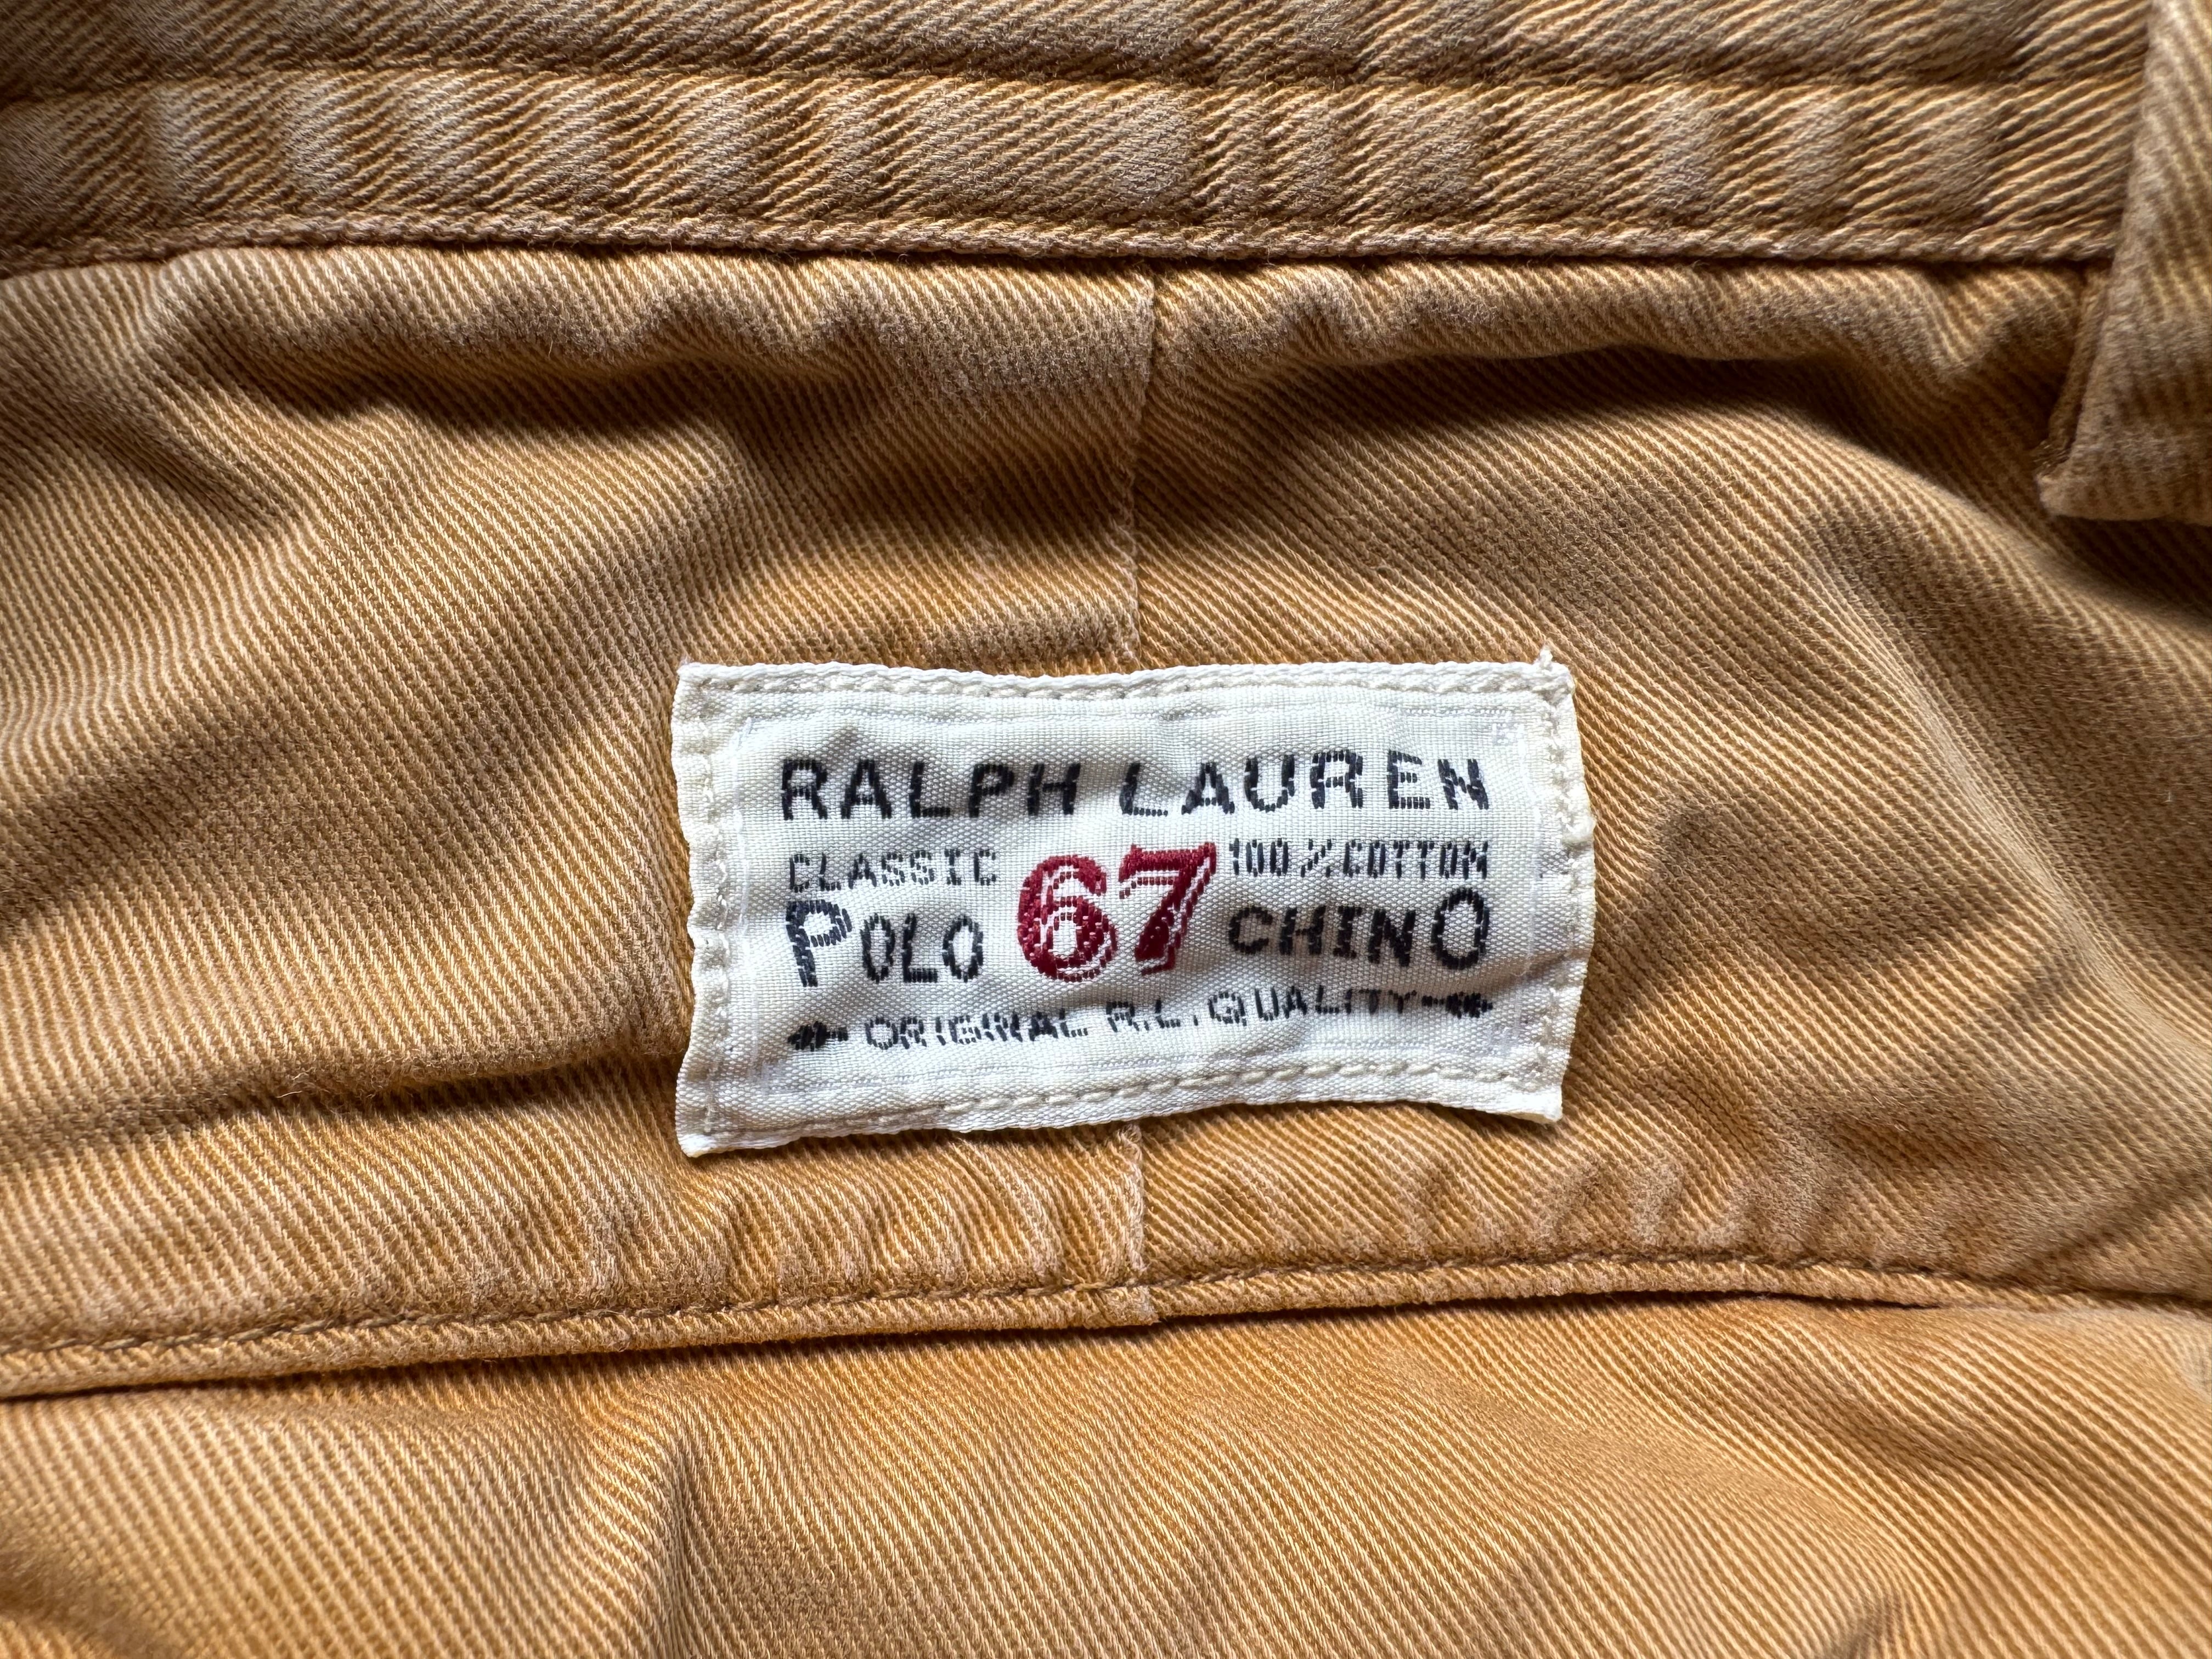 RALPH LAUREN
CLASSIC 67 100% COTTON
POLO CHINO
ORIGINAL R.L. QUALITY